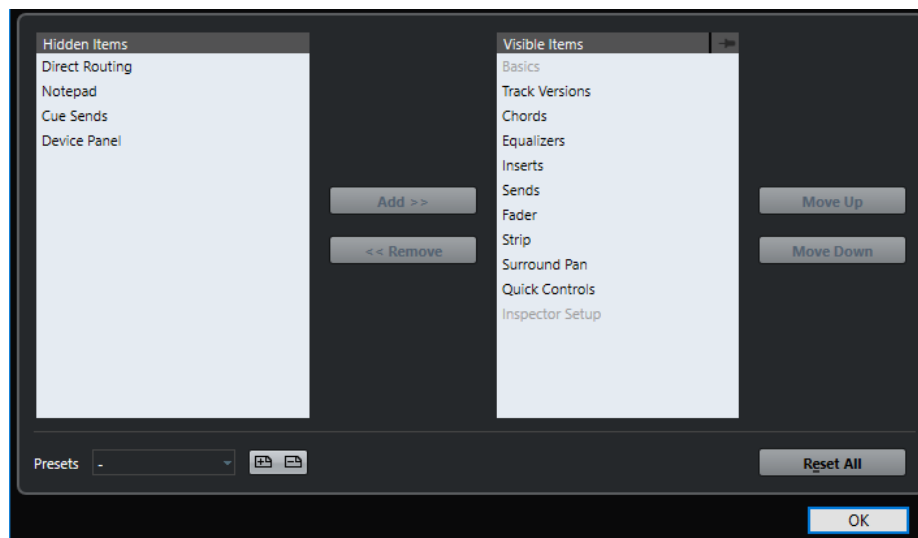 Hidden Items
Direct Routing
Notepad
Cue Sends
Device Panel
Add >>
<< Remove
Visible Items
Basics
Track Versions
Chords
Equalizers
Inserts
Sends
Fader
Strip
Surround Pan
Quick Controls
Inspector Setup
Move Up
Move Down
Presets -
Reset All
OK